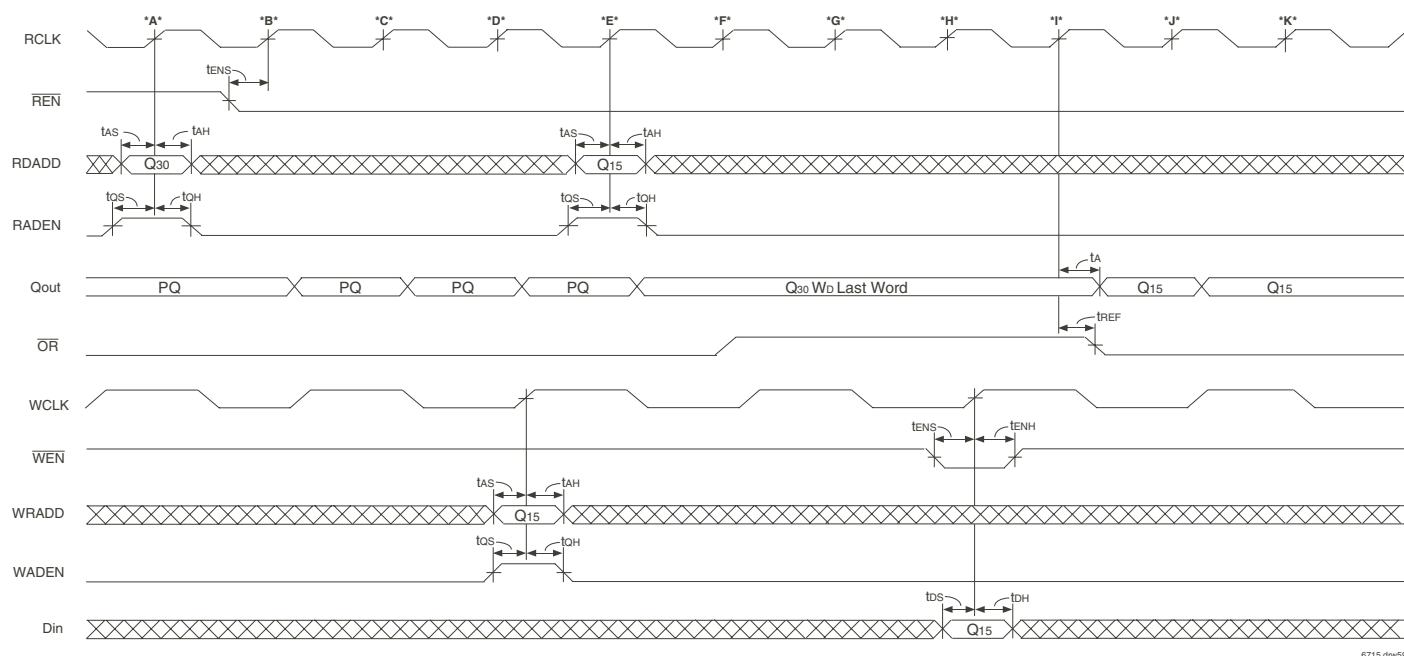 *A* *B* *C* *D* *E* *F* *G* *H* *I* *J* *K*
RCLK
tENS
REN
tAS tAH tAS tAH
RDADD Q30 Q15
tQS tQH tQS tQH
RADEN
tA
Qout PQ PQ PQ PQ Q30 WD Last Word Q15 Q15
tREF
OR
WCLK
tENS tENH
WEN
tAS tAH
WRADD Q15
tQS tQH
WADEN
tDS tDH
Din Q15
6715 drw59